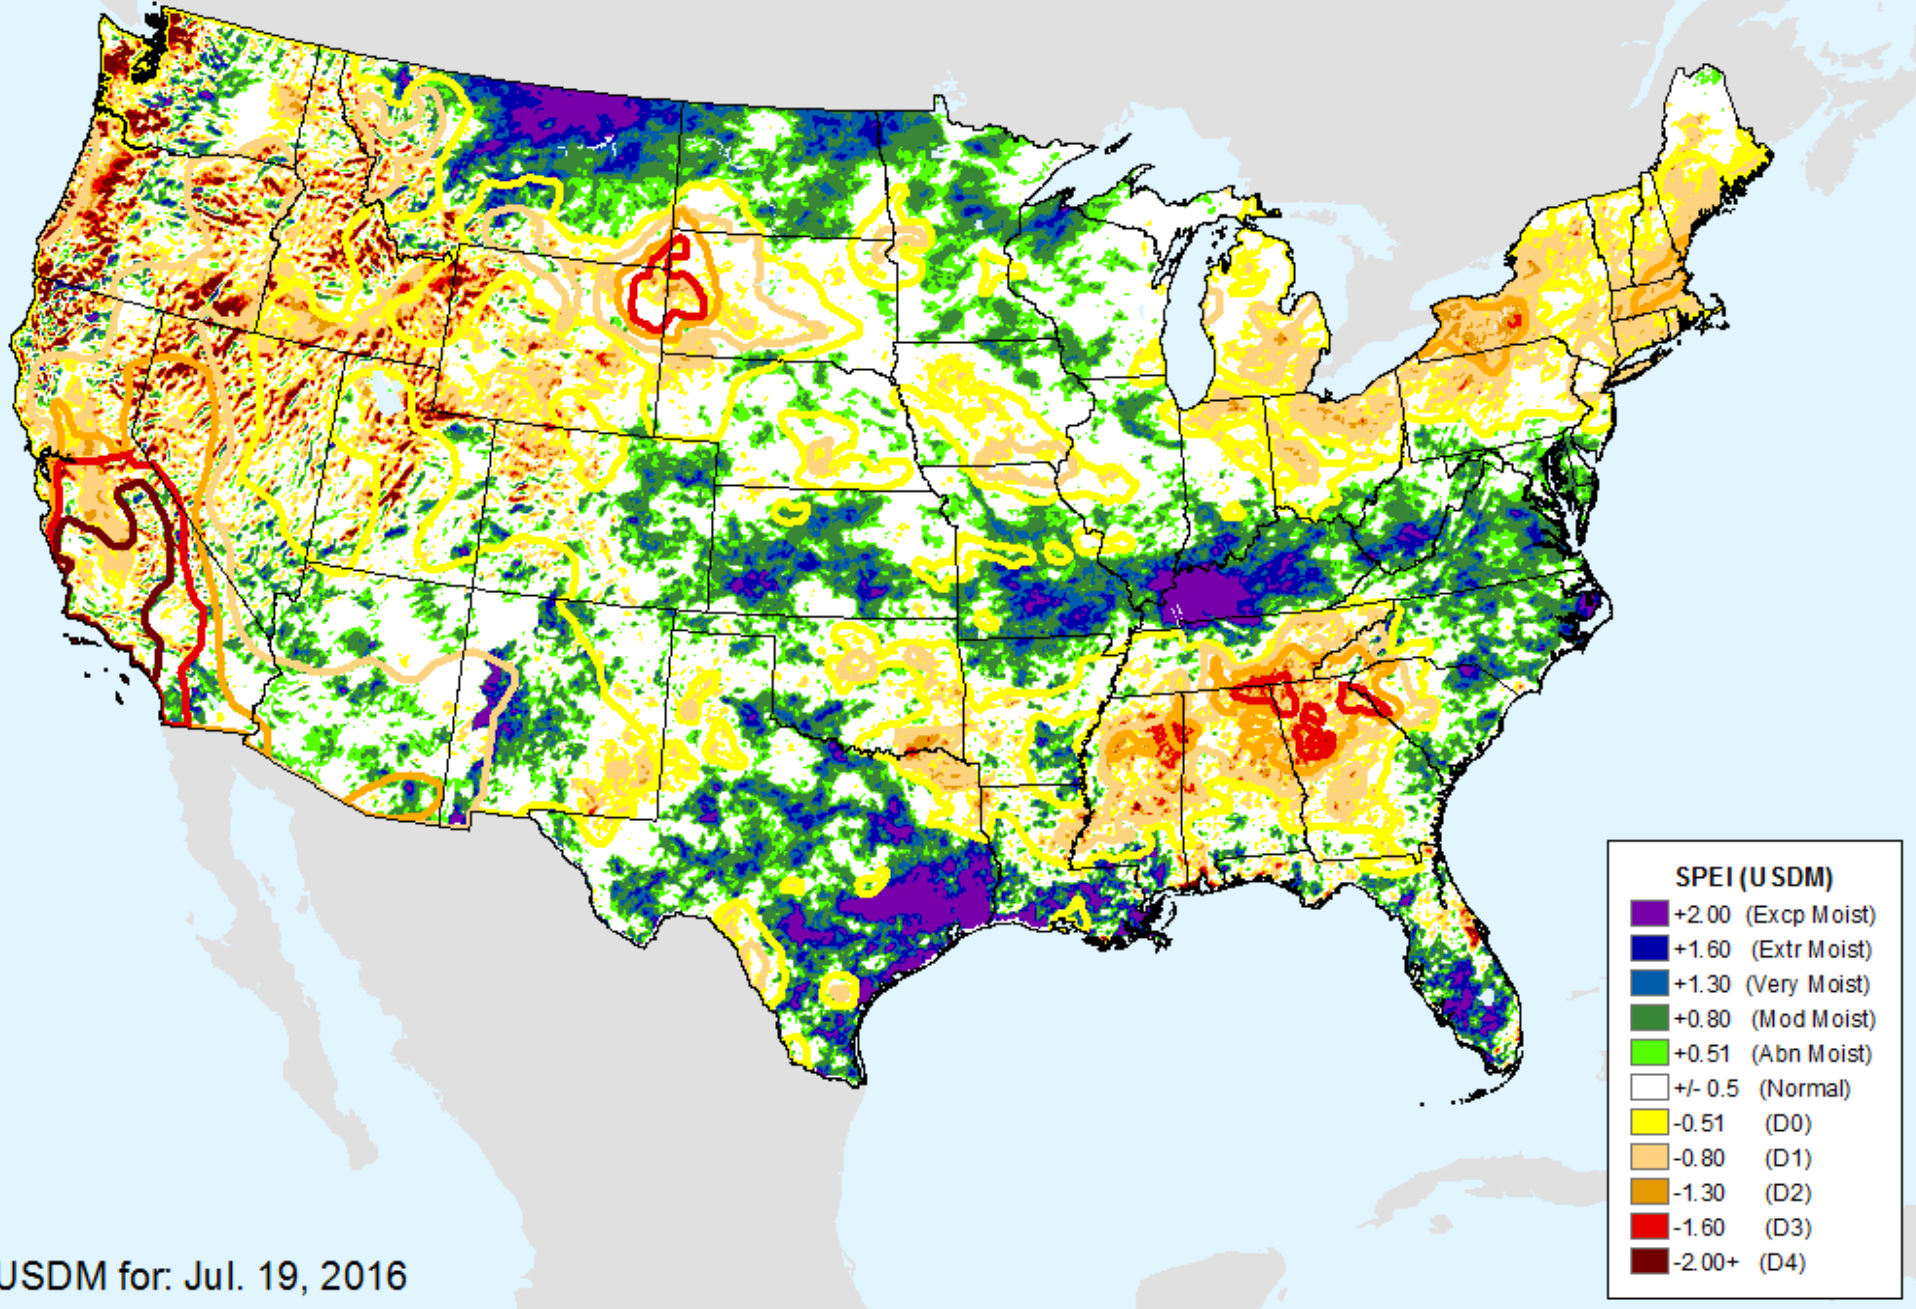 SPEI (USDM)
+2.00 (Excp Moist)
+1.60 (Extr Moist)
+1.30 (Very Moist)
+0.80 (Mod Moist)
+0.51 (Abn Moist)
+/- 0.5 (Normal)
-0.51 (D0)
-0.80 (D1)
-1.30 (D2)
-1.60 (D3)
-2.00+ (D4)
USDM for: Jul. 19, 2016